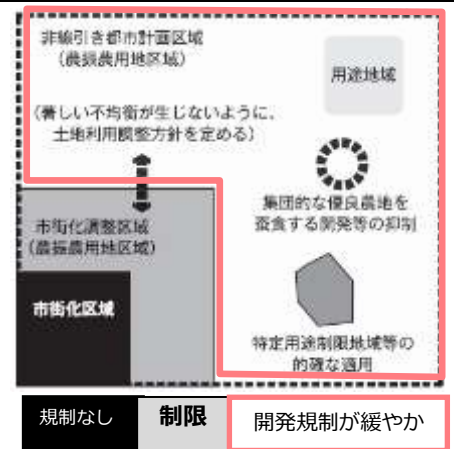 非線引き都市計画区域
(農振農用地区域)
用途地域
(著しい不均衡が生じないように、
土地利用調整方針を定める)
集団的な優良農地を
蚕食する開発等の抑制
市街化調整区域
(農振農用地区域)
市街化区域
特定用途制限地域等の
的確な適用
規制なし
制限
開発規制が緩やか